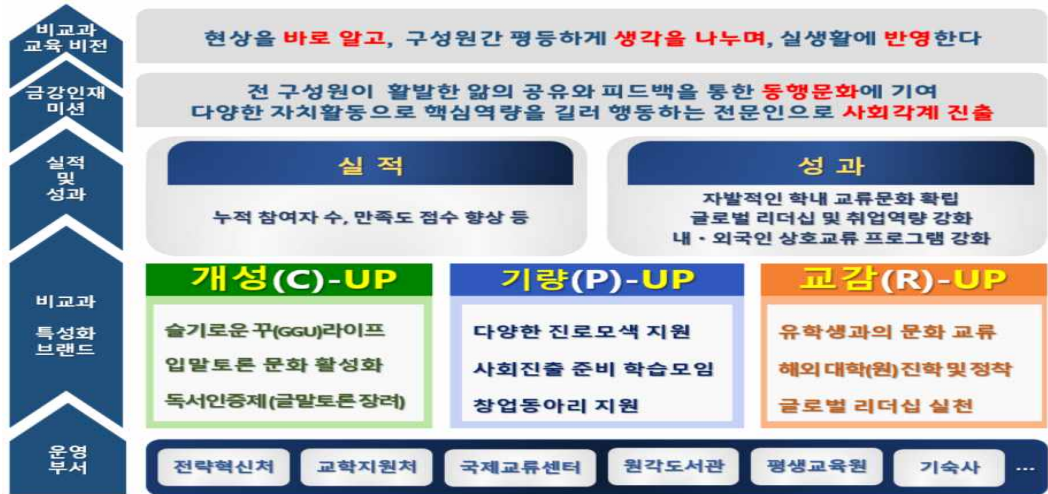 비교과
교육 비전
현상을 바로 알고, 구성원간 평등하게 생각을 나누며, 실생활에 반영한다
금강인재
미션
전 구성원이 활발한 앎의 공유와 피드백을 통한 동행문화에 기여
다양한 자치활동으로 핵심역량을 길러 행동하는 전문인으로 사회각계 진출
실적
및
성과
실 적
누적 참여자 수, 만족도 점수 향상 등
성 과
자발적인 학내 교류문화 확립
글로벌 리더십 및 취업역량 강화
내·외국인 상호교류 프로그램 강화
비교과
특성화
브랜드
개성(C)-UP
슬기로운 꾸(GGU)라이프
입말토론 문화 활성화
독서인증제(글말토론 장려)
기량(P)-UP
다양한 진로모색 지원
사회진출 준비 학습모임
창업동아리 지원
교감(R)-UP
유학생과의 문화 교류
해외 대학(원) 진학 및 정착
글로벌 리더십 실천
운영
부서
전략혁신처 교학지원처 국제교류센터 원각도서관 평생교육원 기숙사 ...